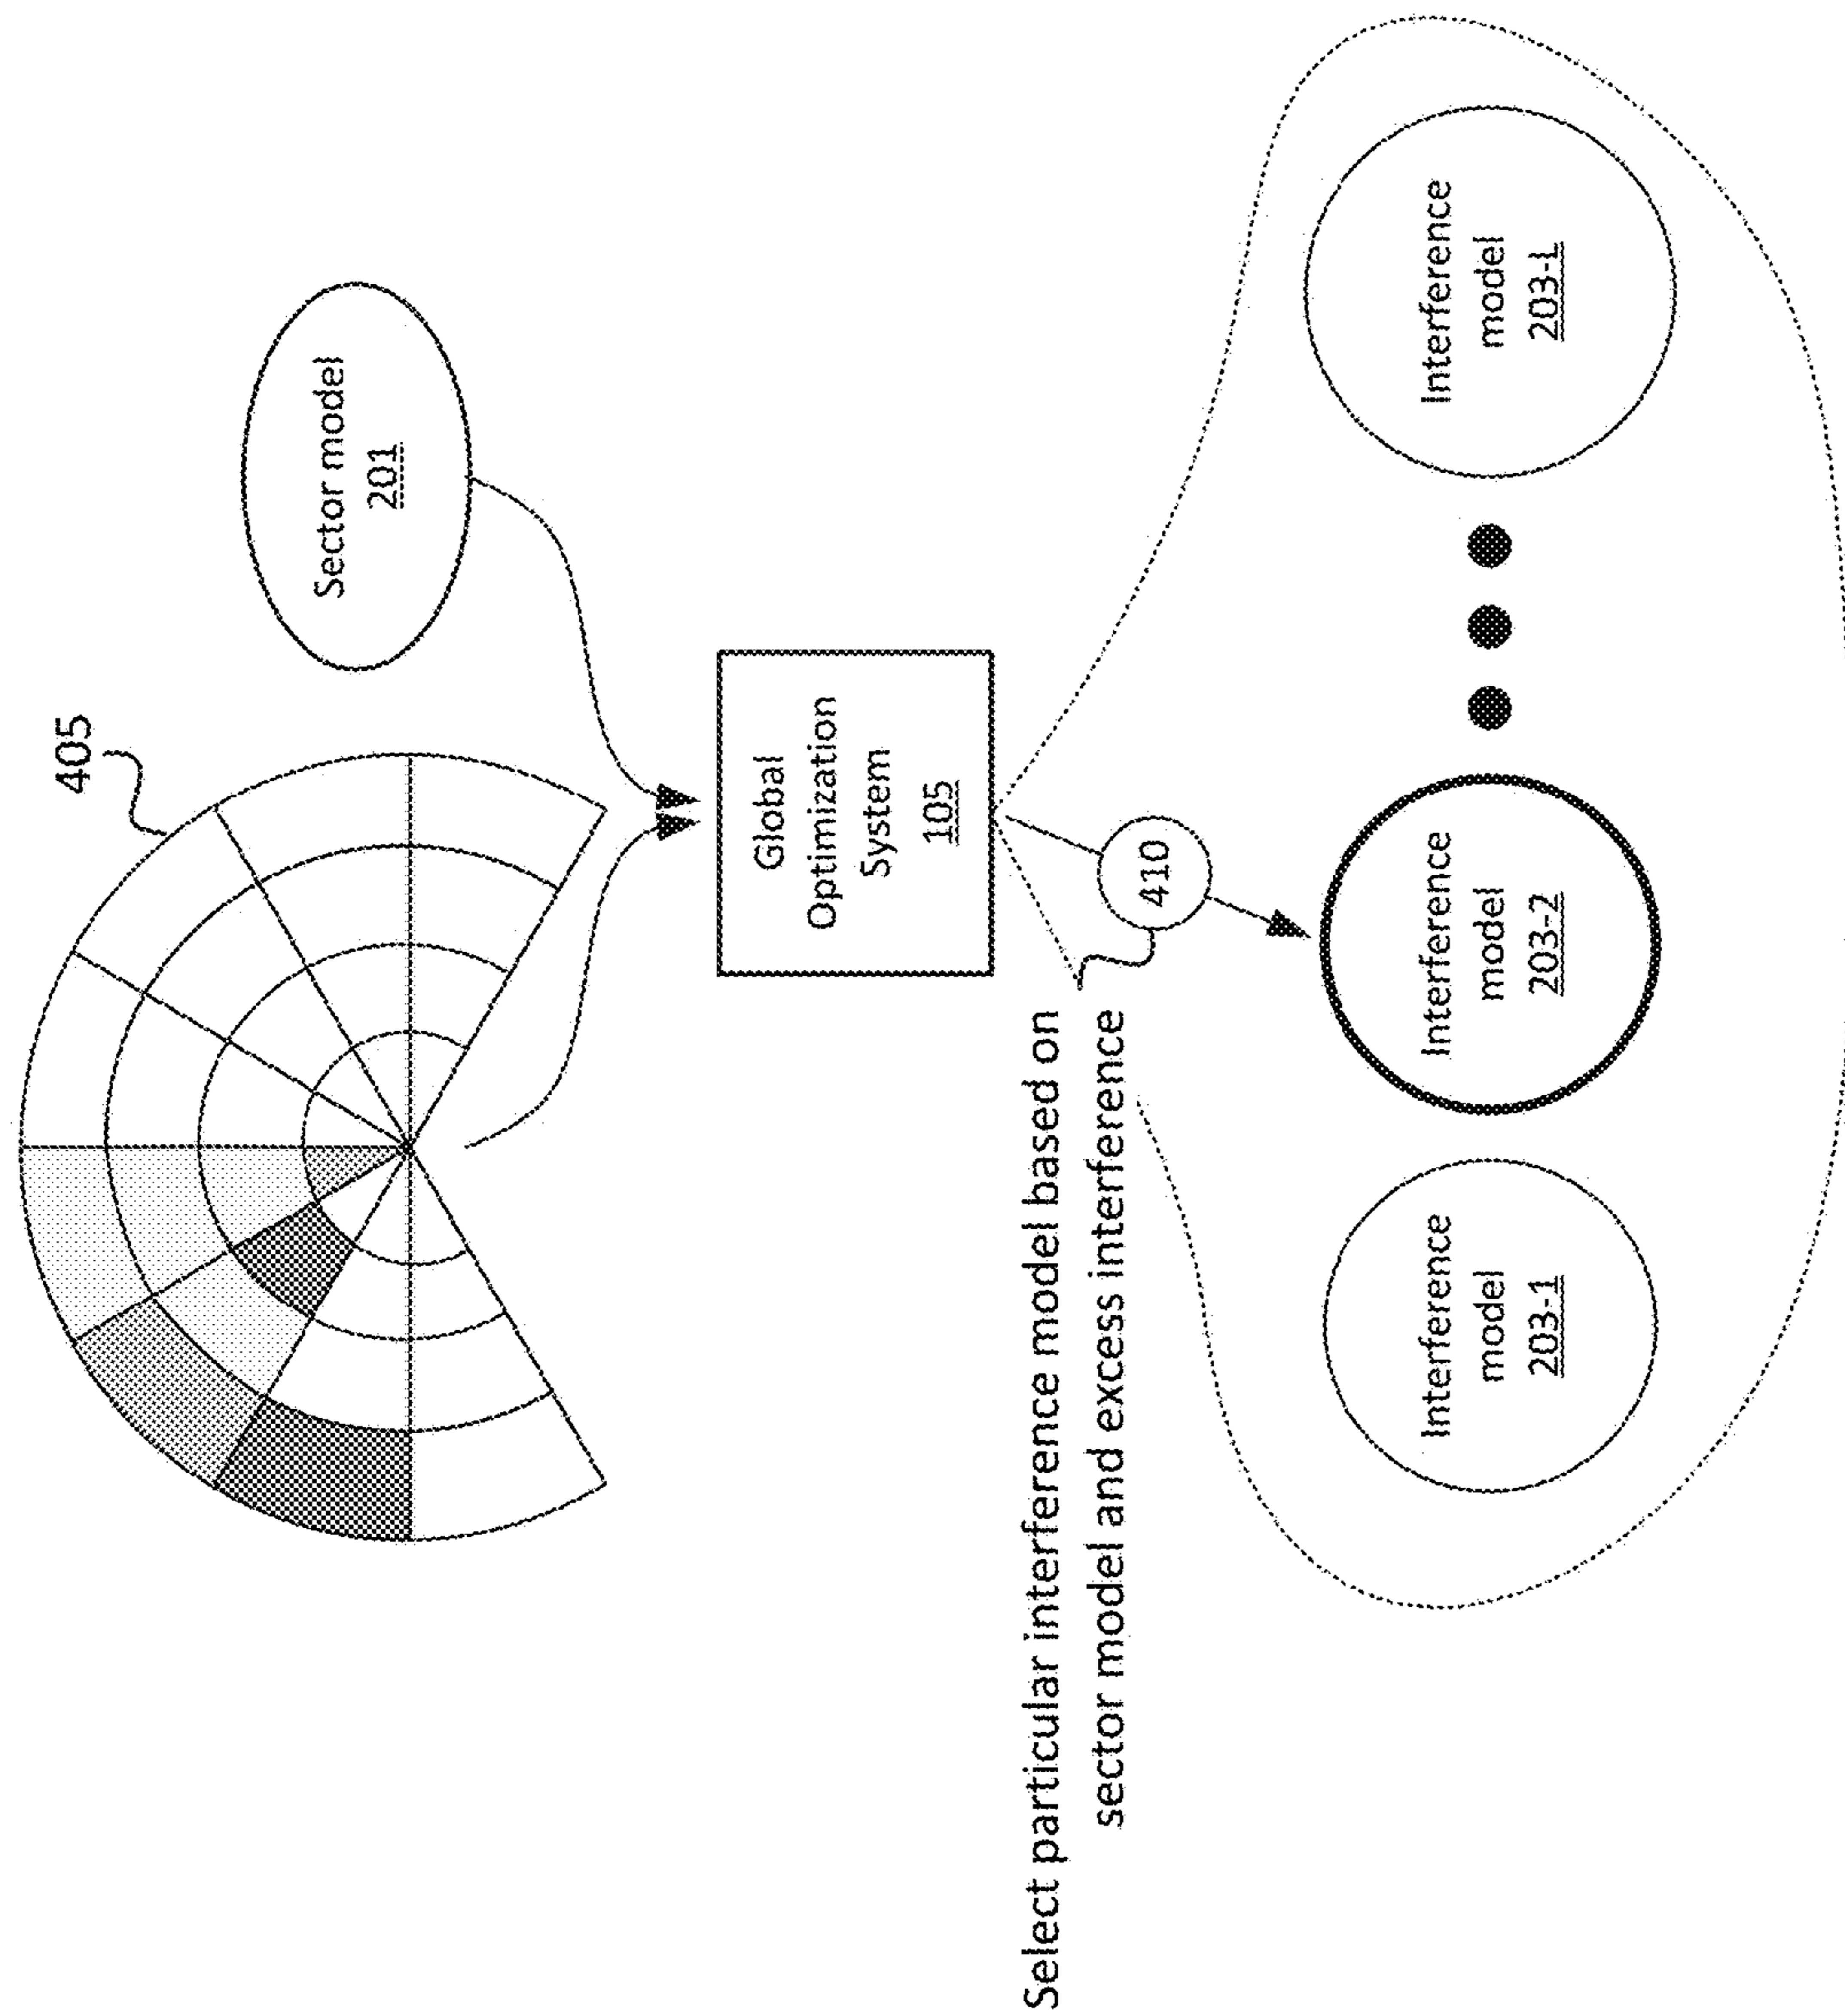 405
Sector model
201
Global
Optimization
System
105
410
Select particular interference model based on
sector model and excess interference
Interference
model
203-1
Interference
model
203-2
Interference
model
203-L